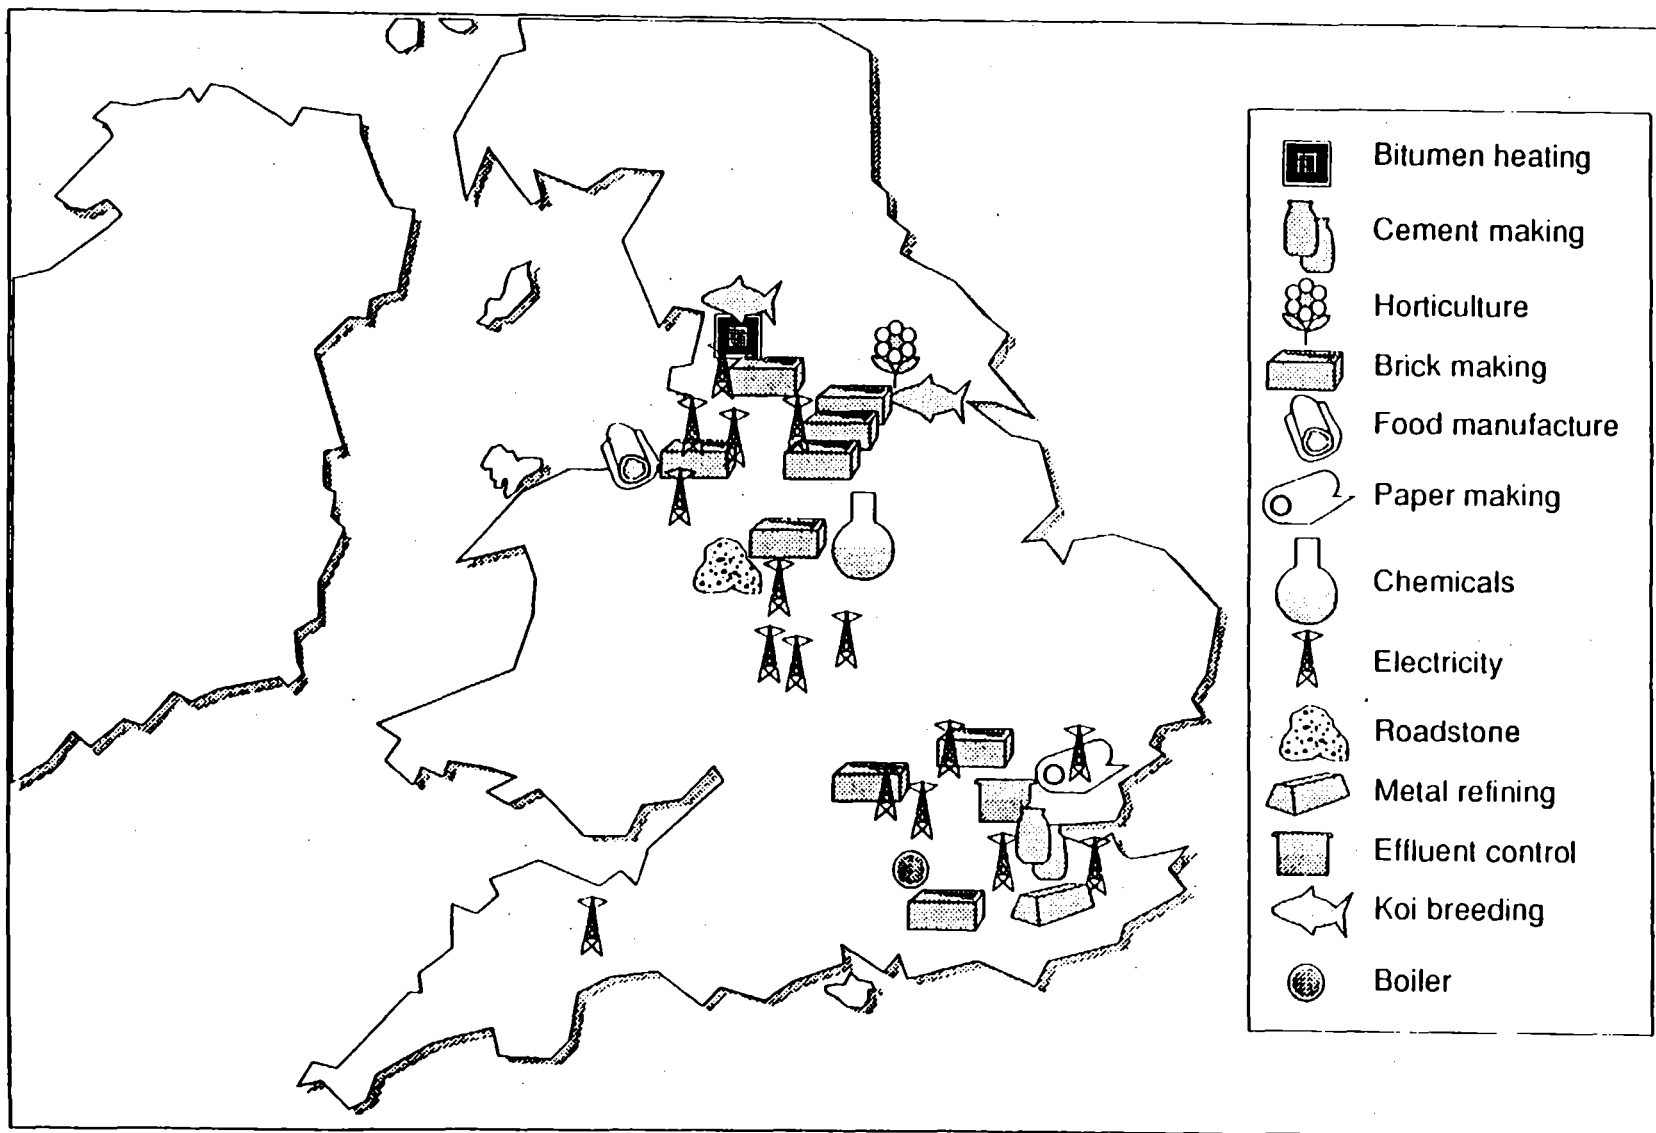 Bitumen heating
Cement making
Horticulture
Brick making
Food manufacture
Paper making
Chemicals
Electricity
Roadstone
Metal refining
Effluent control
Koi breeding
Boiler